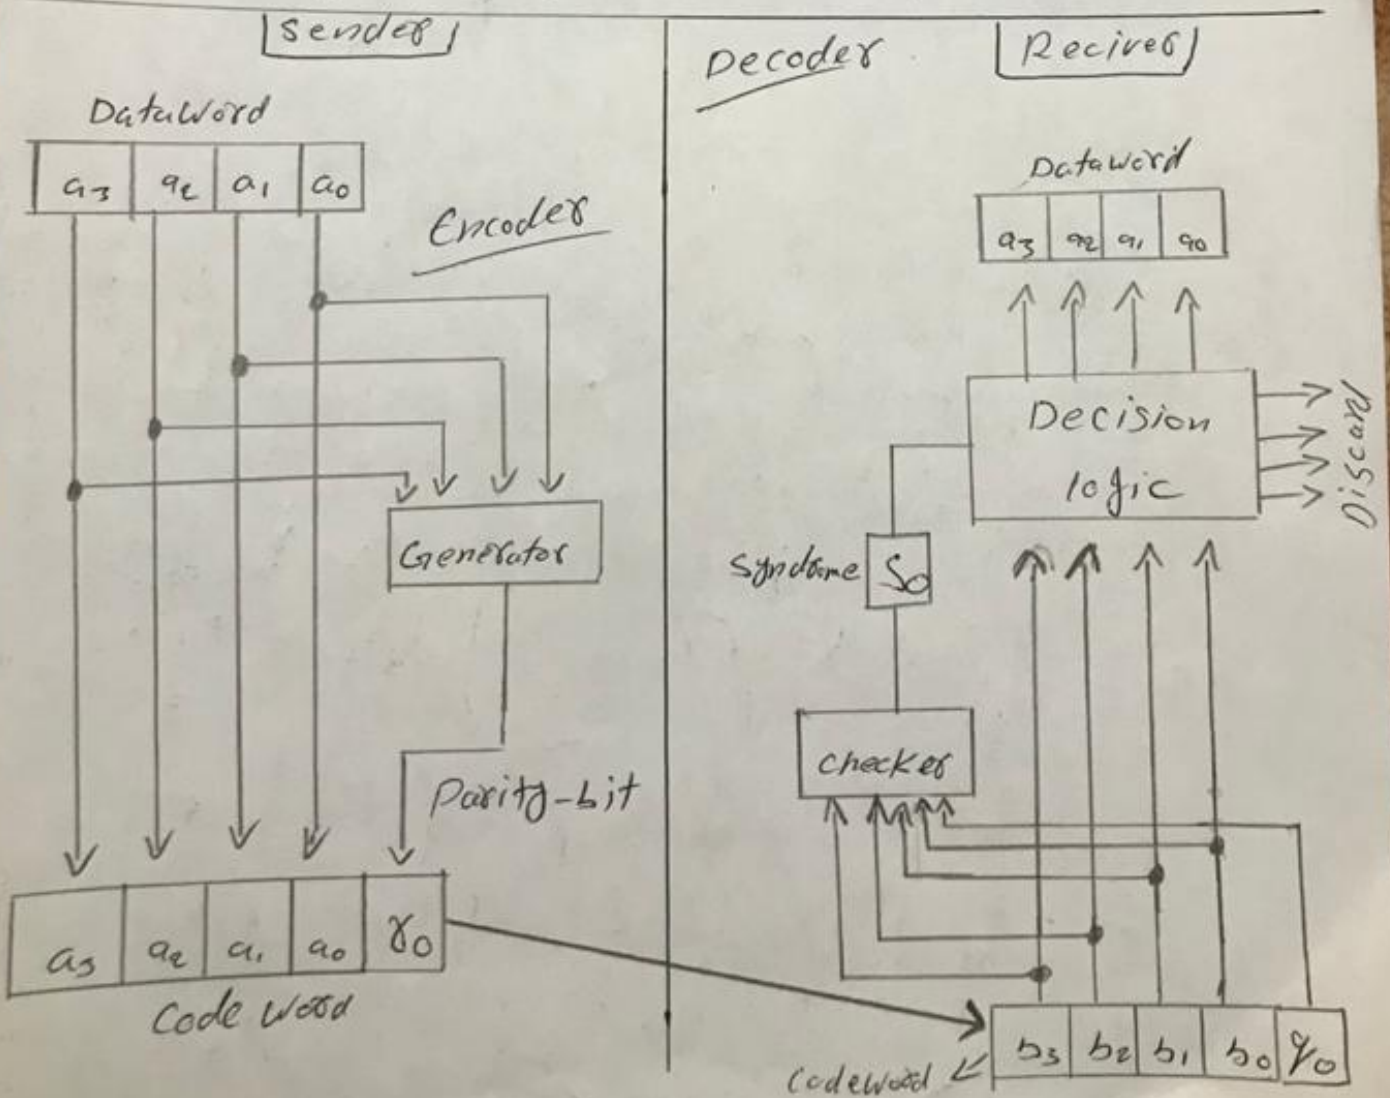 Sender
DataWord
a3 a2 a1 a0
Encoder
Generator
Parity-bit
a3 a2 a1 a0 r0
Code Word
Decoder
Reciver
DataWord
a3 a2 a1 a0
Decision
logic
Discard
Syndrome S0
Checker
b3 b2 b1 b0 q0
CodeWord